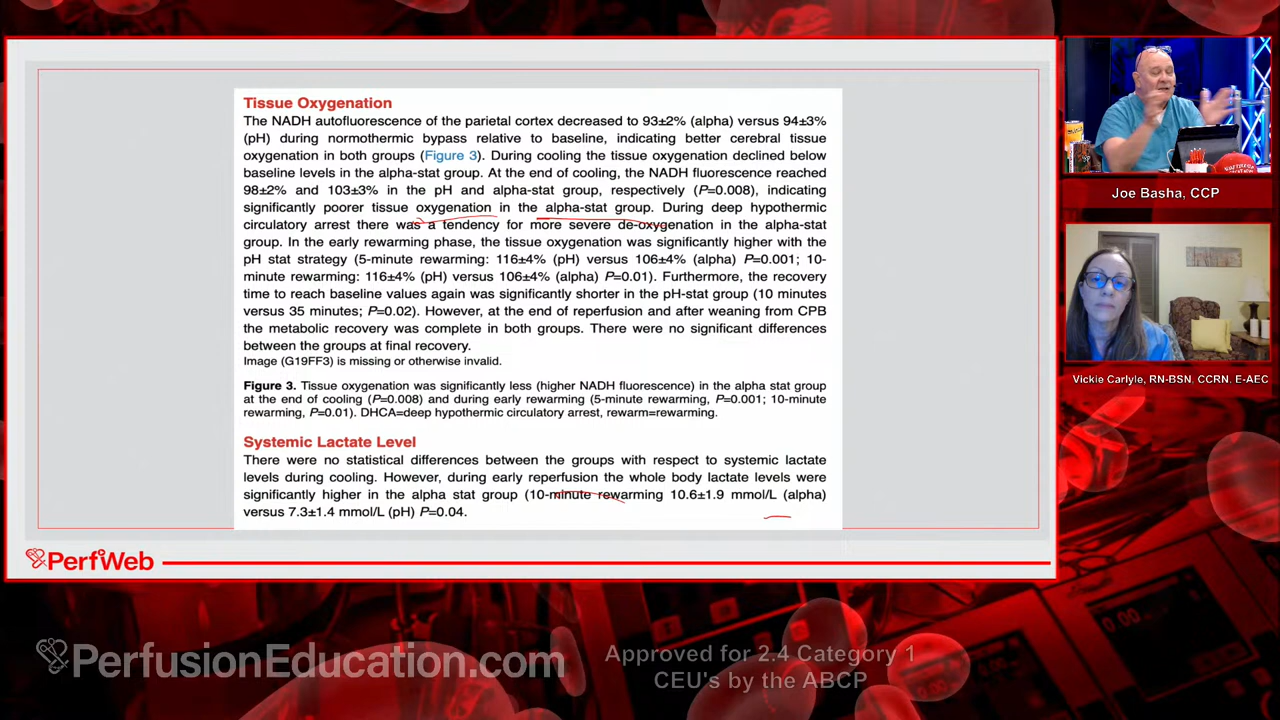 Tissue Oxygenation
The NADH autofluorescence of the parietal cortex decreased to 93±2% (alpha) versus 94±3%
(pH) during normothermic bypass relative to baseline, indicating better cerebral tissue
oxygenation in both groups (Figure 3). During cooling the tissue oxygenation declined below
baseline levels in the alpha-stat group. At the end of cooling, the NADH fluorescence reached
98±2% and 103±3% in the pH and alpha-stat group, respectively (P=0.008), indicating
significantly poorer tissue oxygenation in the alpha-stat group. During deep hypothermic
circulatory arrest there was a tendency for more severe de-oxygenation in the alpha-stat
group. In the early rewarming phase, the tissue oxygenation was significantly higher with the
pH stat strategy (5-minute rewarming: 116±4% (pH) versus 106±4% (alpha) P=0.001; 10-
minute rewarming: 116±4% (pH) versus 106±4% (alpha) P=0.01). Furthermore, the recovery
time to reach baseline values again was significantly shorter in the pH-stat group (10 minutes
versus 35 minutes; P=0.02). However, at the end of reperfusion and after weaning from CPB
the metabolic recovery was complete in both groups. There were no significant differences
between the groups at final recovery.
Image (G19FF3) is missing or otherwise invalid.
Figure 3. Tissue oxygenation was significantly less (higher NADH fluorescence) in the alpha stat group
at the end of cooling (P=0.008) and during early rewarming (5-minute rewarming, P=0.001; 10-minute
rewarming, P=0.01). DHCA=deep hypothermic circulatory arrest, rewarm=rewarming.
Systemic Lactate Level
There were no statistical differences between the groups with respect to systemic lactate
levels during cooling. However, during early reperfusion the whole body lactate levels were
significantly higher in the alpha stat group (10-minute rewarming 10.6±1.9 mmol/L (alpha)
versus 7.3±1.4 mmol/L (pH) P=0.04.
PerfWeb
Joe Basha, CCP
Vickie Carlyle, RN-BSN, CCRN. E-AEC
PerfusionEducation.com
Approved for 2.4 Category 1
CEU's by the ABCP